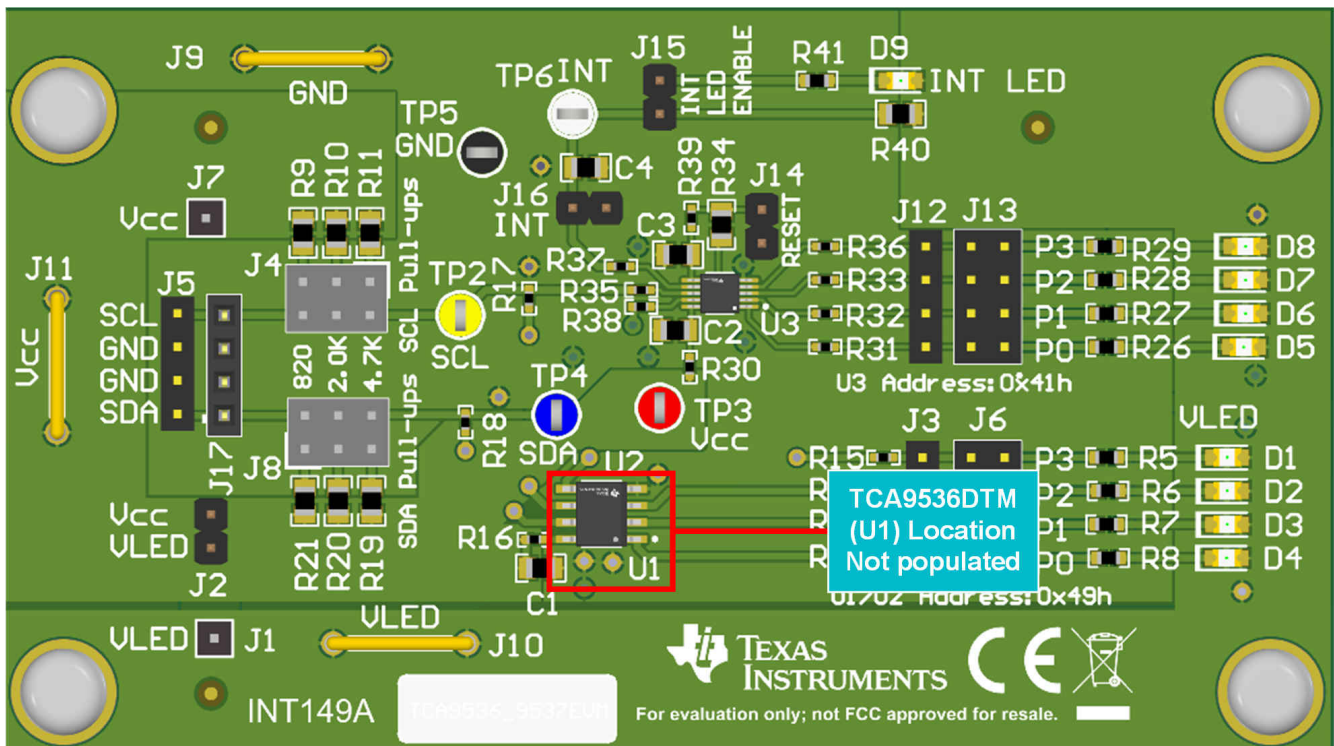 J9
GND
TP6 INT
J15
INT
LED
ENABLE
R41
D9
INT LED
R40
TP5
GND
C4
R39
R34
J14
RESET
J16
INT
C3
J7
Vcc
R9
R10
R11
SCL Pull-ups
J4
J12
J13
J11
Vcc
J5
SCL
GND
GND
SDA
J17
820
2.0K
4.7K
TP2
SCL
R17
R37
R35
R38
C2
U3
R30
R36
R33
R32
R31
P3
P2
P1
P0
R29
R28
R27
R26
D8
D7
D6
D5
U3 Address:0x41h
TP4
SDA
TP3
Vcc
R18
J8
SDA Pull-ups
R21
R20
R19
Vcc
VLED
J2
U2
U1
R16
C1
J3
J6
VLED
R15
P3
P2
P1
P0
R5
R6
R7
R8
D1
D2
D3
D4
TCA9536DTM
(U1) Location
Not populated
U1/U2 Address:0x49h
VLED
J1
VLED
J10
INT149A
TCA9536_9537EVM
TEXAS
INSTRUMENTS
CE
For evaluation only; not FCC approved for resale.